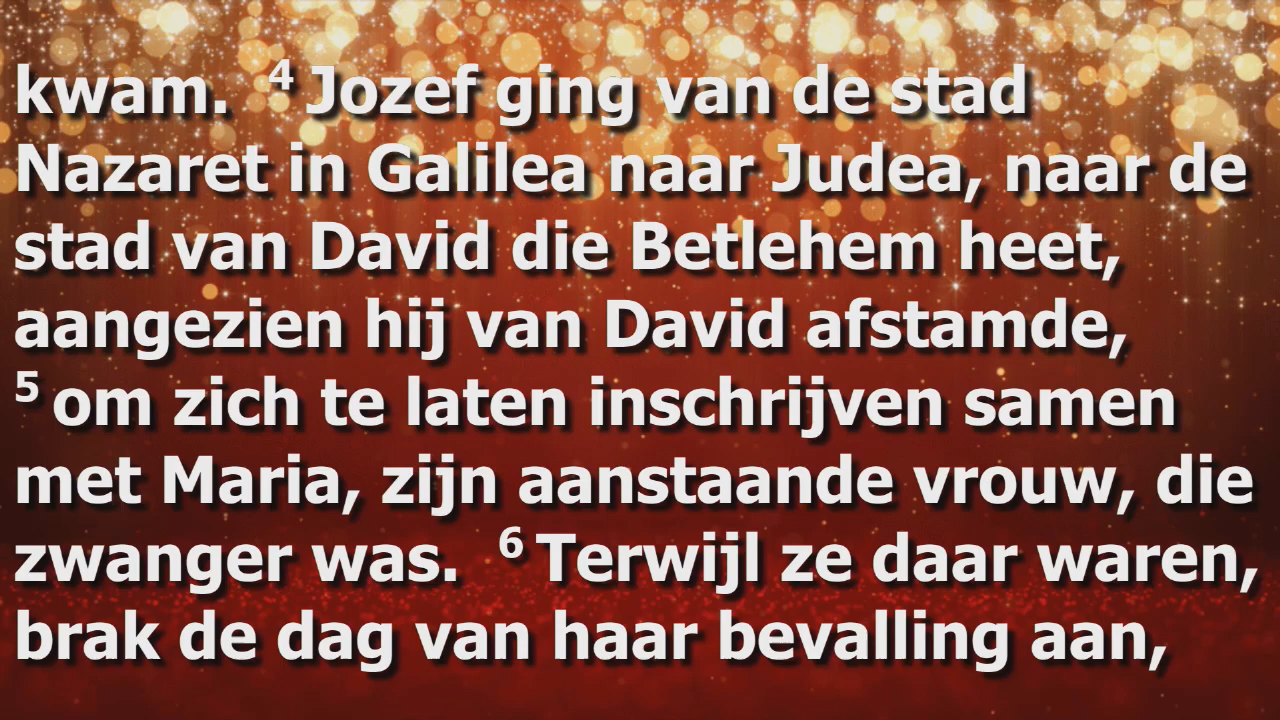 kwam. 4 Jozef ging van de stad
Nazaret in Galilea naar Judea, naar de
stad van David die Betlehem heet,
aangezien hij van David afstamde,
5 om zich te laten inschrijven samen
met Maria, zijn aanstaande vrouw, die
zwanger was. 6 Terwijl ze daar waren,
brak de dag van haar bevalling aan,